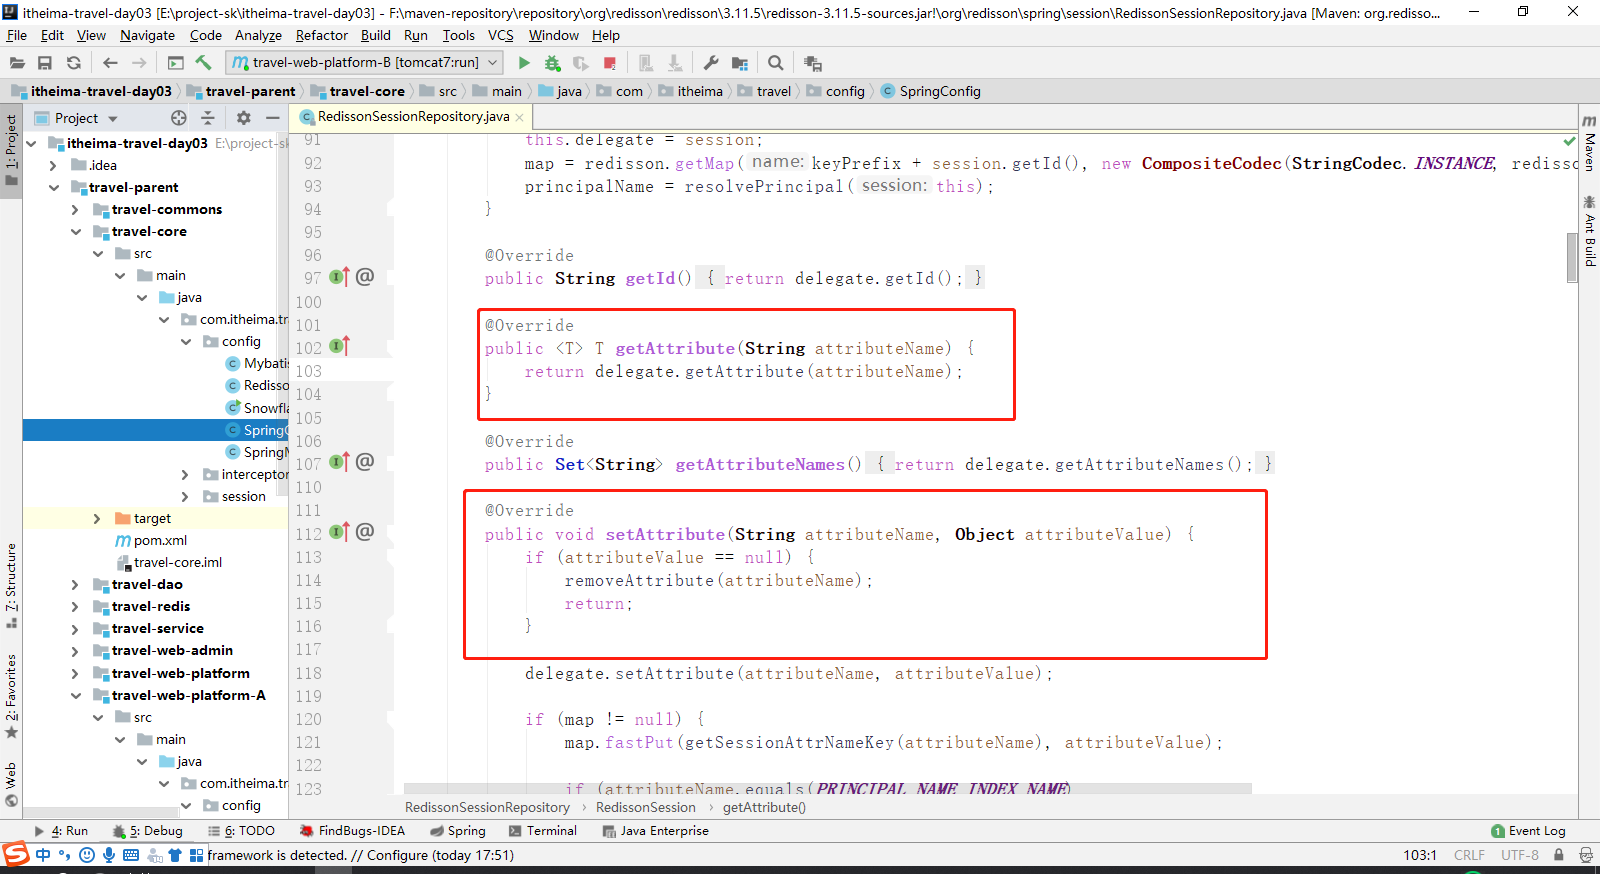 itheima-travel-day03 [E:\project-sk\itheima-travel-day03] - F:\maven-repository\repository\org\redisson\redisson\3.11.5\redisson-3.11.5-sources.jar!\org\redisson\spring\session\RedissonSessionRepository.java [Maven: org.redisso...
File Edit View Navigate Code Analyze Refactor Build Run Tools VCS Window Help
travel-web-platform-B [tomcat7:run]
itheima-travel-day03 travel-parent travel-core src main java com itheima travel config SpringConfig
Project
RedissonSessionRepository.java
1: Project
7: Structure
2: Favorites
Web
Maven
Ant Build
itheima-travel-day03 E:\project-sk
.idea
travel-parent
travel-commons
travel-core
src
main
java
com.itheima.tr
config
Mybatis
Redisso
Snowfla
SpringC
SpringM
interceptor
session
target
pom.xml
travel-core.iml
travel-dao
travel-redis
travel-service
travel-web-admin
travel-web-platform
travel-web-platform-A
src
main
java
com.itheima.tr
config
91 this.delegate = session;
92 map = redisson.getMap( name: keyPrefix + session.getId(), new CompositeCodec(StringCodec.INSTANCE, redisso
93 principalName = resolvePrincipal( session: this);
94 }
95
96 @Override
97 public String getId() { return delegate.getId(); }
100
101 @Override
102 public <T> T getAttribute(String attributeName) {
103 return delegate.getAttribute(attributeName);
104 }
105
106 @Override
107 public Set<String> getAttributeNames() { return delegate.getAttributeNames(); }
110
111 @Override
112 public void setAttribute(String attributeName, Object attributeValue) {
113 if (attributeValue == null) {
114 removeAttribute(attributeName);
115 return;
116 }
117
118 delegate.setAttribute(attributeName, attributeValue);
119
120 if (map != null) {
121 map.fastPut(getSessionAttrNameKey(attributeName), attributeValue);
122
123 if (attributeName.equals(PRINCIPAL_NAME_INDEX_NAME)
RedissonSessionRepository RedissonSession getAttribute()
4: Run 5: Debug 6: TODO FindBugs-IDEA Spring Terminal Java Enterprise 1 Event Log
中 framework is detected. // Configure (today 17:51) 103:1 CRLF UTF-8